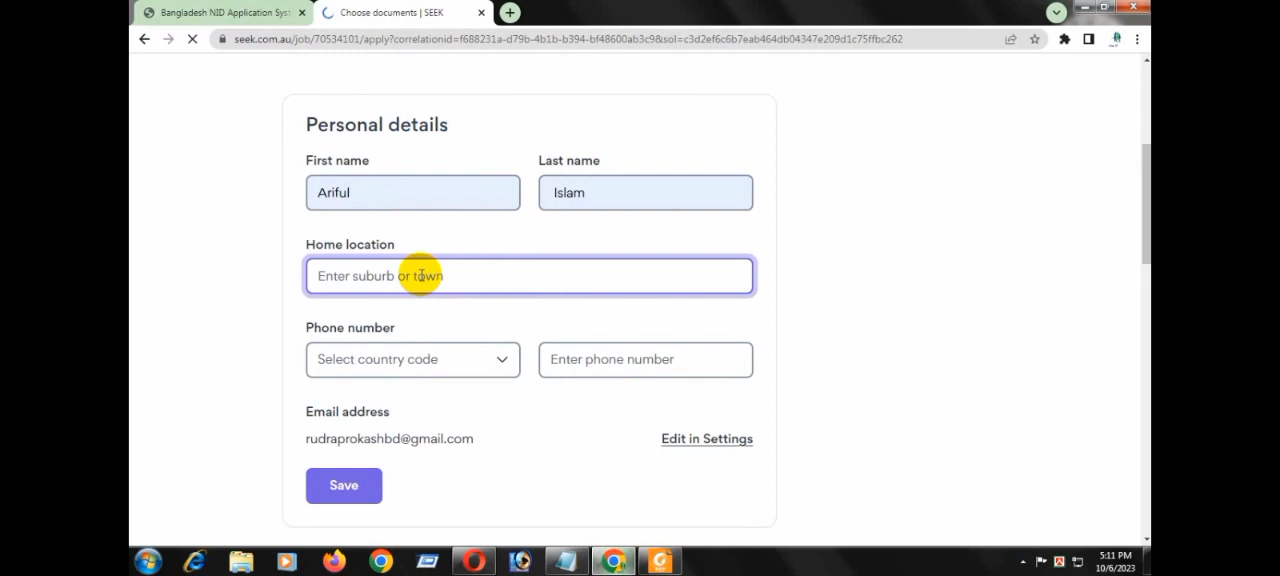 Bangladesh NID Application Syst
Choose documents | SEEK
seek.com.au/job/70534101/apply?correlationid=f688231a-d79b-4b1b-b394-bf48600ab3c9&sol=c3d2ef6c6b7eab464db04347e209d1c75ffbc262
Personal details
First name Last name
Ariful Islam
Home location
Enter suburb or town
Phone number
Select country code Enter phone number
Email address
rudraprokashbd@gmail.com Edit in Settings
Save
5:11 PM
10/6/2023